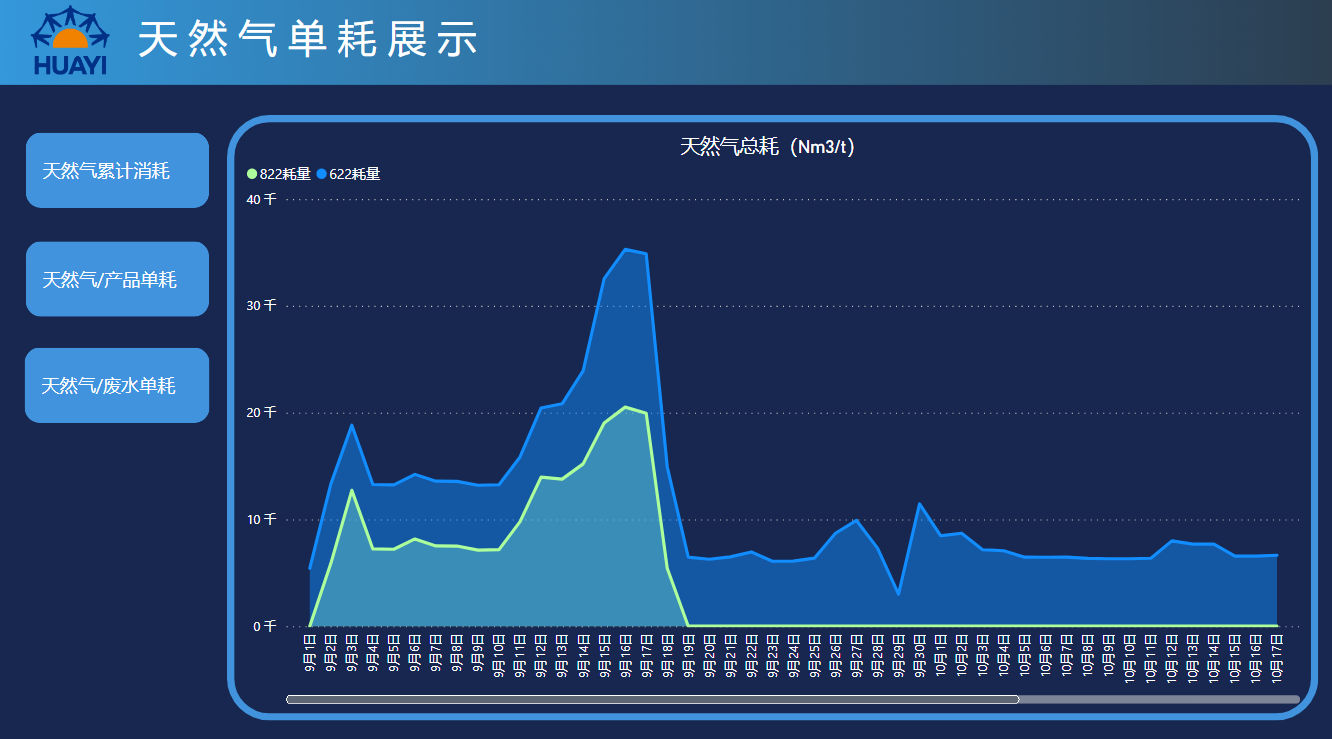 HUAYI
天然气单耗展示
天然气累计消耗
天然气/产品单耗
天然气/废水单耗
天然气总耗（Nm3/t）
822耗量 622耗量
40 千
30 千
20 千
10 千
0 千
9月1日
9月2日
9月3日
9月4日
9月5日
9月6日
9月7日
9月8日
9月9日
9月10日
9月11日
9月12日
9月13日
9月14日
9月15日
9月16日
9月17日
9月18日
9月19日
9月20日
9月21日
9月22日
9月23日
9月24日
9月25日
9月26日
9月27日
9月28日
9月29日
9月30日
10月1日
10月2日
10月3日
10月4日
10月5日
10月6日
10月7日
10月8日
10月9日
10月10日
10月11日
10月12日
10月13日
10月14日
10月15日
10月16日
10月17日